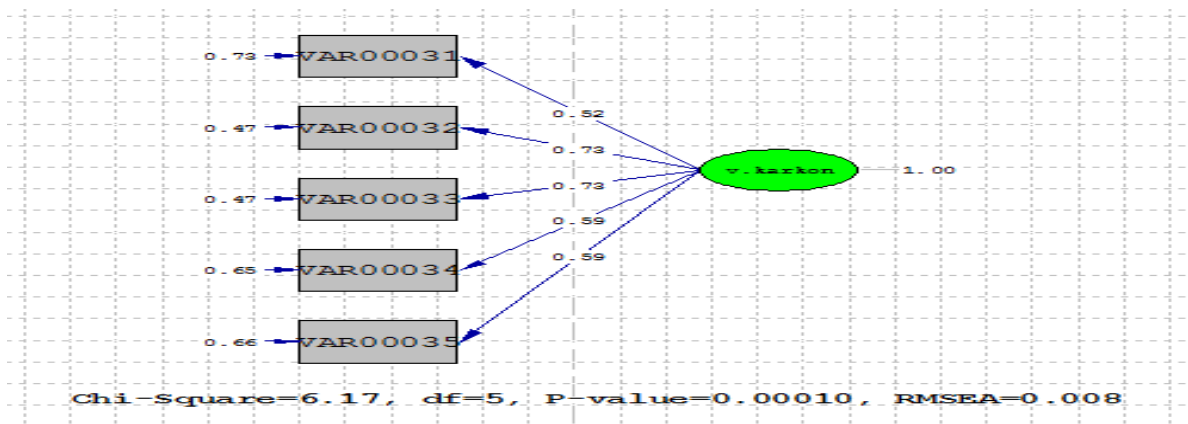 0.73 VAR00031
0.52
0.47 VAR00032
0.73
v.karkon 1.00
0.73
0.47 VAR00033
0.59
0.59
0.65 VAR00034
0.66 VAR00035
Chi-Square=6.17, df=5, P-value=0.00010, RMSEA=0.008